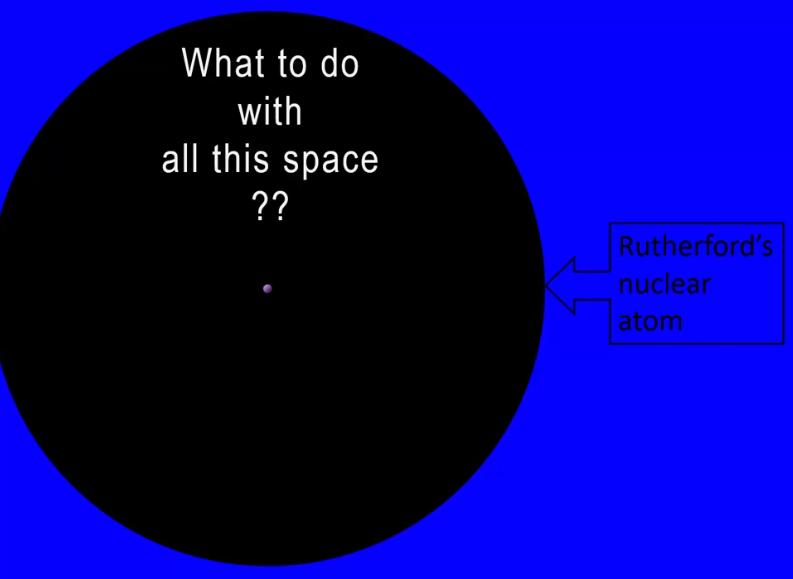 What to do
with
all this space
??
Rutherford’s
nuclear
atom